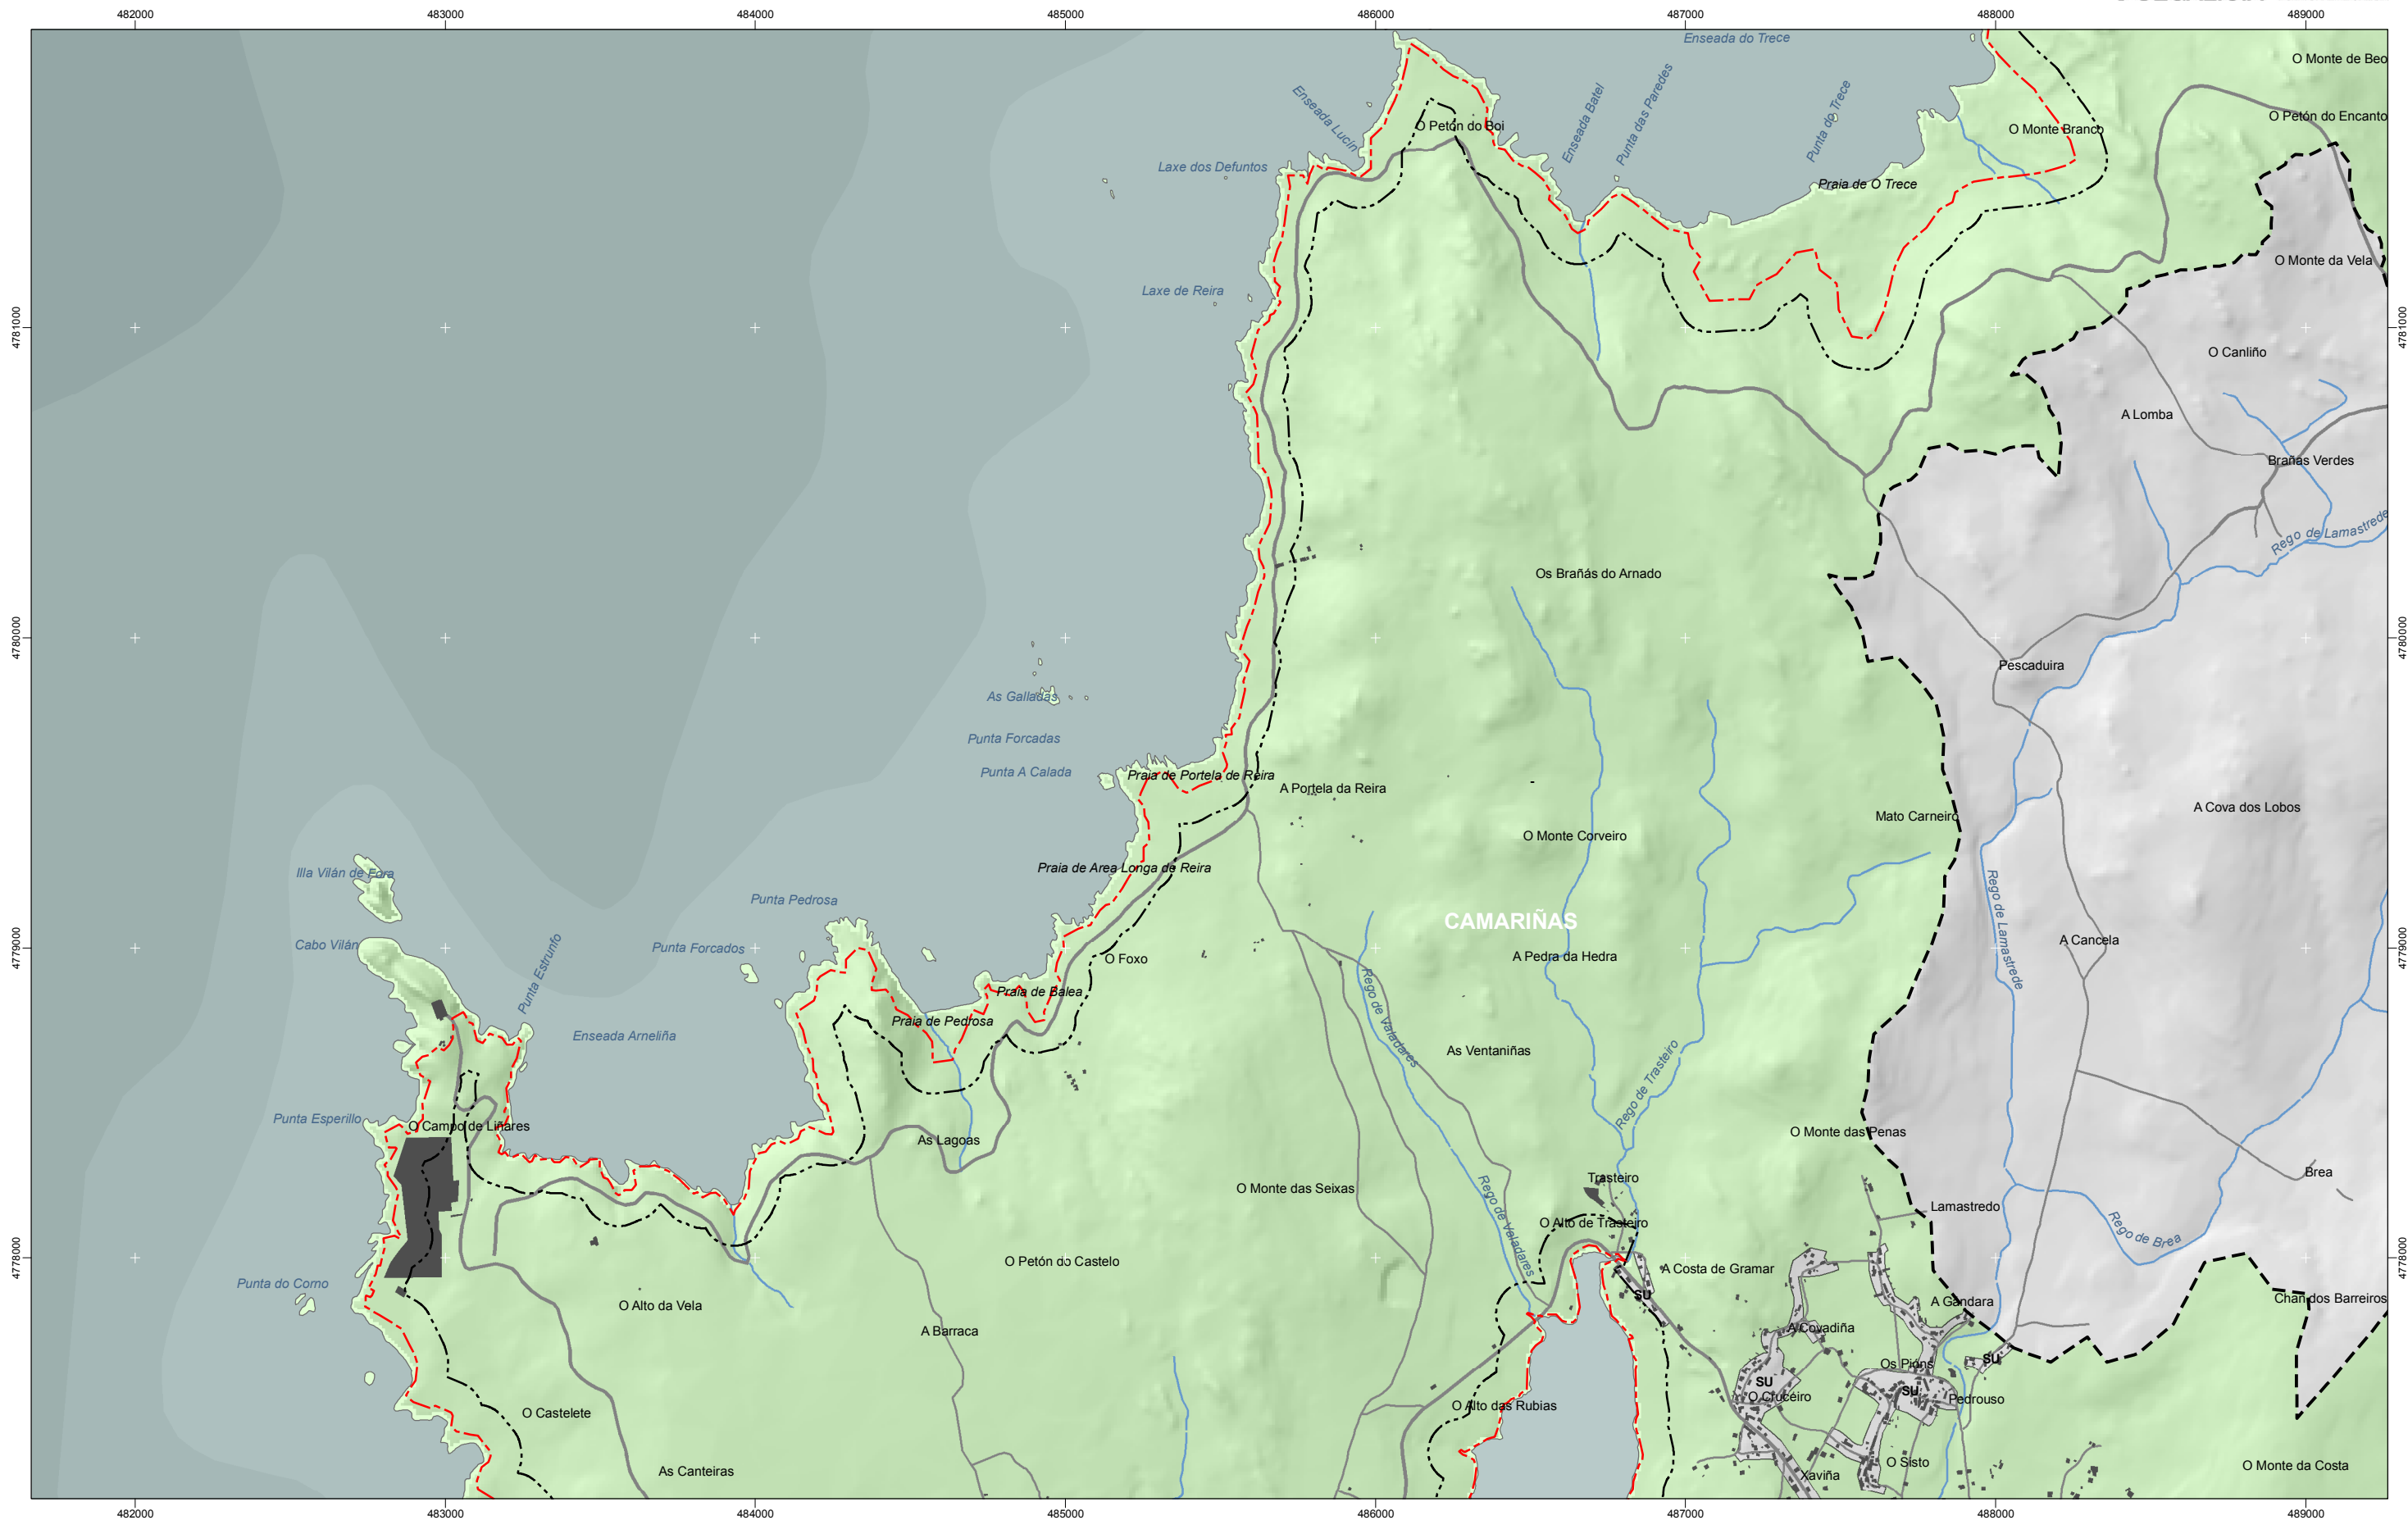 482000 483000 484000 485000 486000 487000 488000 489000
Enseada do Trece
O Monte de Beo
Enseada Lucín
Enseada Batel
Punta das Paredes
Punta do Trece
O Petón do Boi
O Monte Branco
O Petón do Encanto
Laxe dos Defuntos
Praia de O Trece
O Monte da Vela
Laxe de Reira
4781000
4781000
O Canliño
A Lomba
Brañas Verdes
Rego de Lamastrede
Os Brañás do Arnado
4780000
4780000
Pescaduira
As Galladas
Punta Forcadas
Punta A Calada
Praia de Portela de Reira
A Portela da Reira
A Cova dos Lobos
Mato Carneiro
O Monte Corveiro
Praia de Area Longa de Reira
Illa Vilán de Fora
Punta Pedrosa
Rego de Lamastrede
CAMARIÑAS
Cabo Vilán
Punta Estrunfo
Punta Forcados
4779000
4779000
O Foxo
A Pedra da Hedra
A Cancela
Praia de Balea
Praia de Pedrosa
Rego de Valadares
Enseada Arneliña
As Ventaniñas
Rego de Trasteiro
Punta Esperillo
O Campo de Liñares
As Lagoas
O Monte das Penas
Brea
Trasteiro
O Monte das Seixas
Rego de Valadares
Lamastredo
O Alto de Trasteiro
Rego de Brea
4778000
4778000
O Petón do Castelo
A Costa de Gramar
Punta do Corno
SU
A Gándara
Chan dos Barreiros
O Alto da Vela
A Barraca
A Covadiña
SU
Os Pións
SU
SU
O Cruceiro
Pedrouso
O Castelete
O Alto das Rubias
As Canteiras
Xaviña
O Sisto
O Monte da Costa
482000 483000 484000 485000 486000 487000 488000 489000